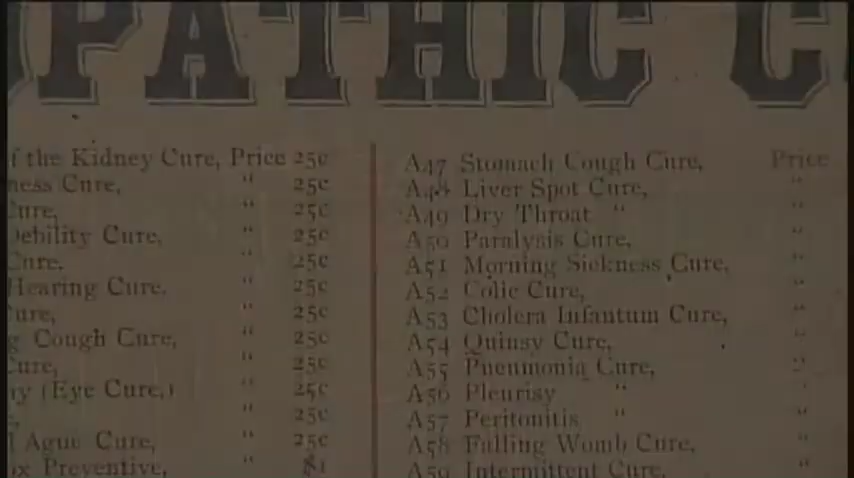 PATHIC C
f the Kidney Cure, Price 25c
ness Cure, " 25c
Cure, " 25c
Debility Cure, " 25c
Cure. " 25c
Hearing Cure. " 25c
Cure, " 25c
g Cough Cure, " 25c
Cure, " 25c
ry (Eye Cure,) " 25c
" 25c
l Ague Cure, " 25c
ox Preventive, " $1
A47 Stomach Cough Cure, Price
A48 Liver Spot Cure, "
A49 Dry Throat " "
A50 Paralysis Cure, "
A51 Morning Sickness Cure, "
A52 Colic Cure, "
A53 Cholera Infantum Cure, "
A54 Quinsy Cure, "
A55 Pneumonia Cure, "
A56 Pleurisy " "
A57 Peritonitis " "
A58 Falling Womb Cure, "
A59 Intermittent Cure, "